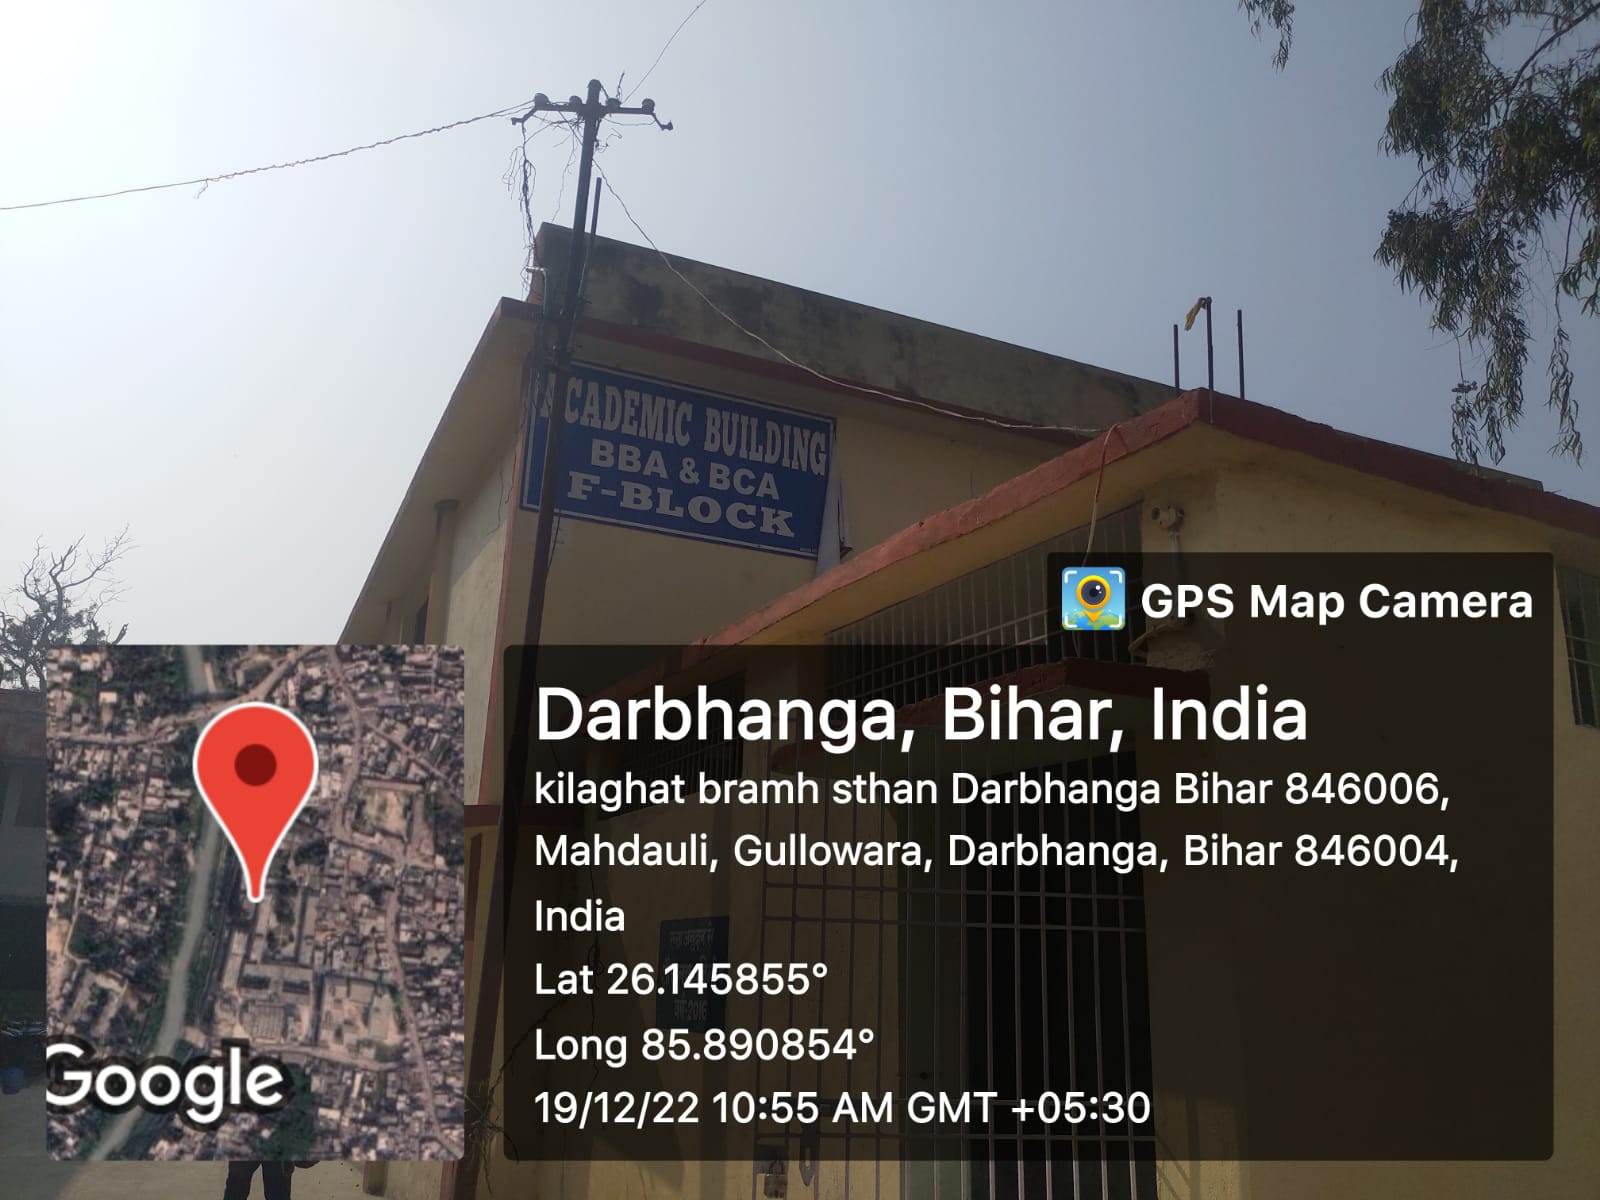 ACADEMIC BUILDING
BBA & BCA
F-BLOCK
GPS Map Camera
Darbhanga, Bihar, India
kilaghat bramh sthan Darbhanga Bihar 846006,
Mahdauli, Gullowara, Darbhanga, Bihar 846004,
India
Lat 26.145855°
Long 85.890854°
19/12/22 10:55 AM GMT +05:30
Google